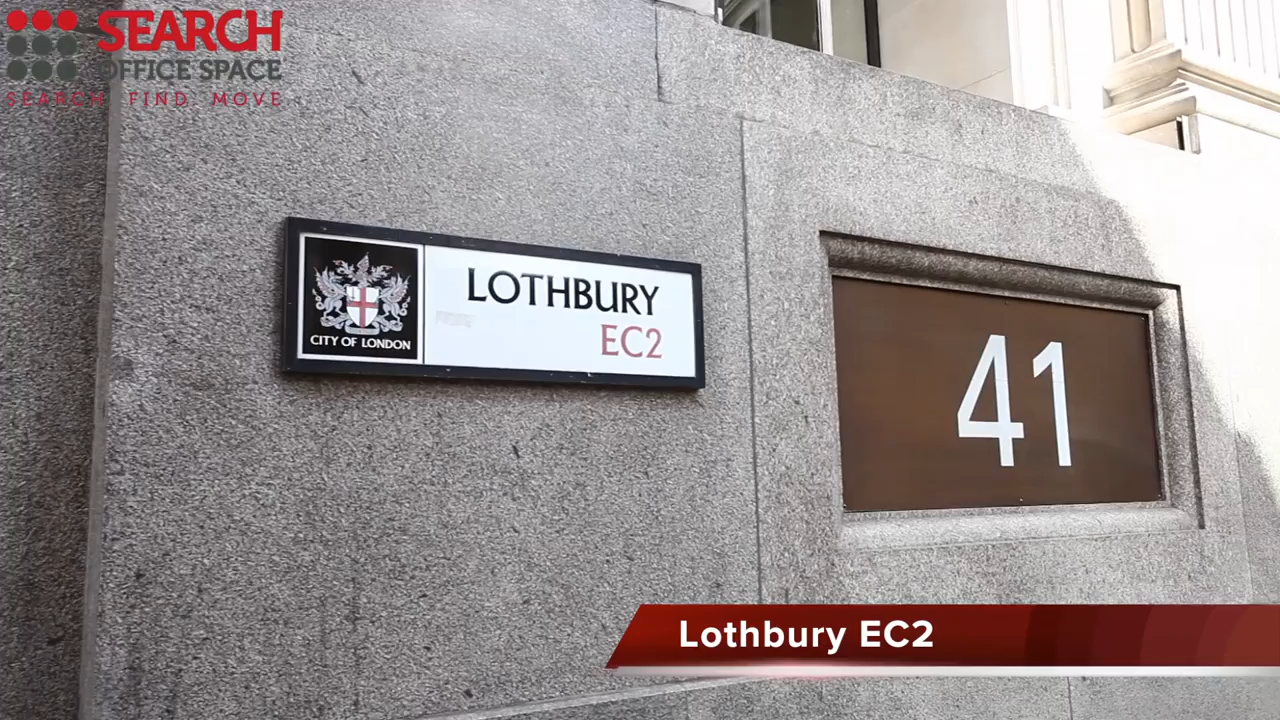 SEARCH
OFFICE SPACE
SEARCH FIND MOVE
LOTHBURY
EC2
CITY OF LONDON
41
Lothbury EC2